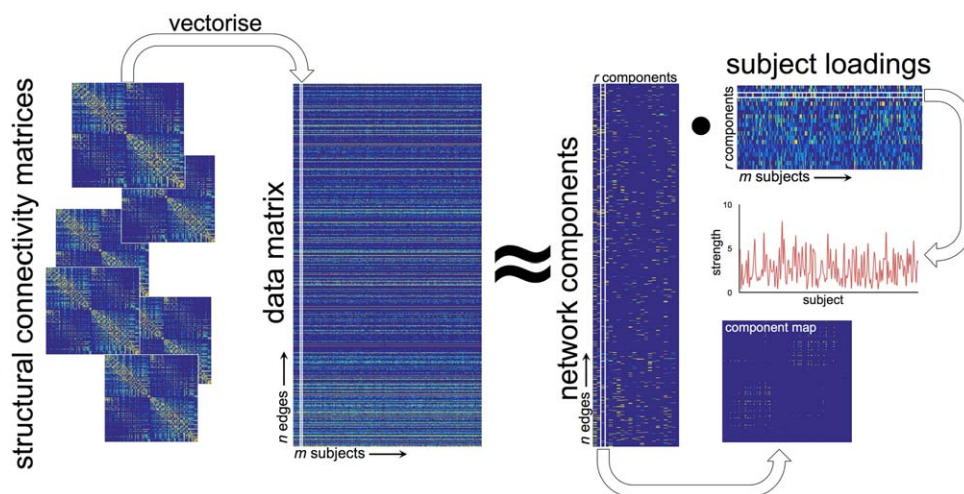 structural connectivity matrices
vectorise
data matrix
n edges
m subjects
≈
network components
r components
n edges
•
subject loadings
r components
m subjects
10
5
0
strength
subject
component map